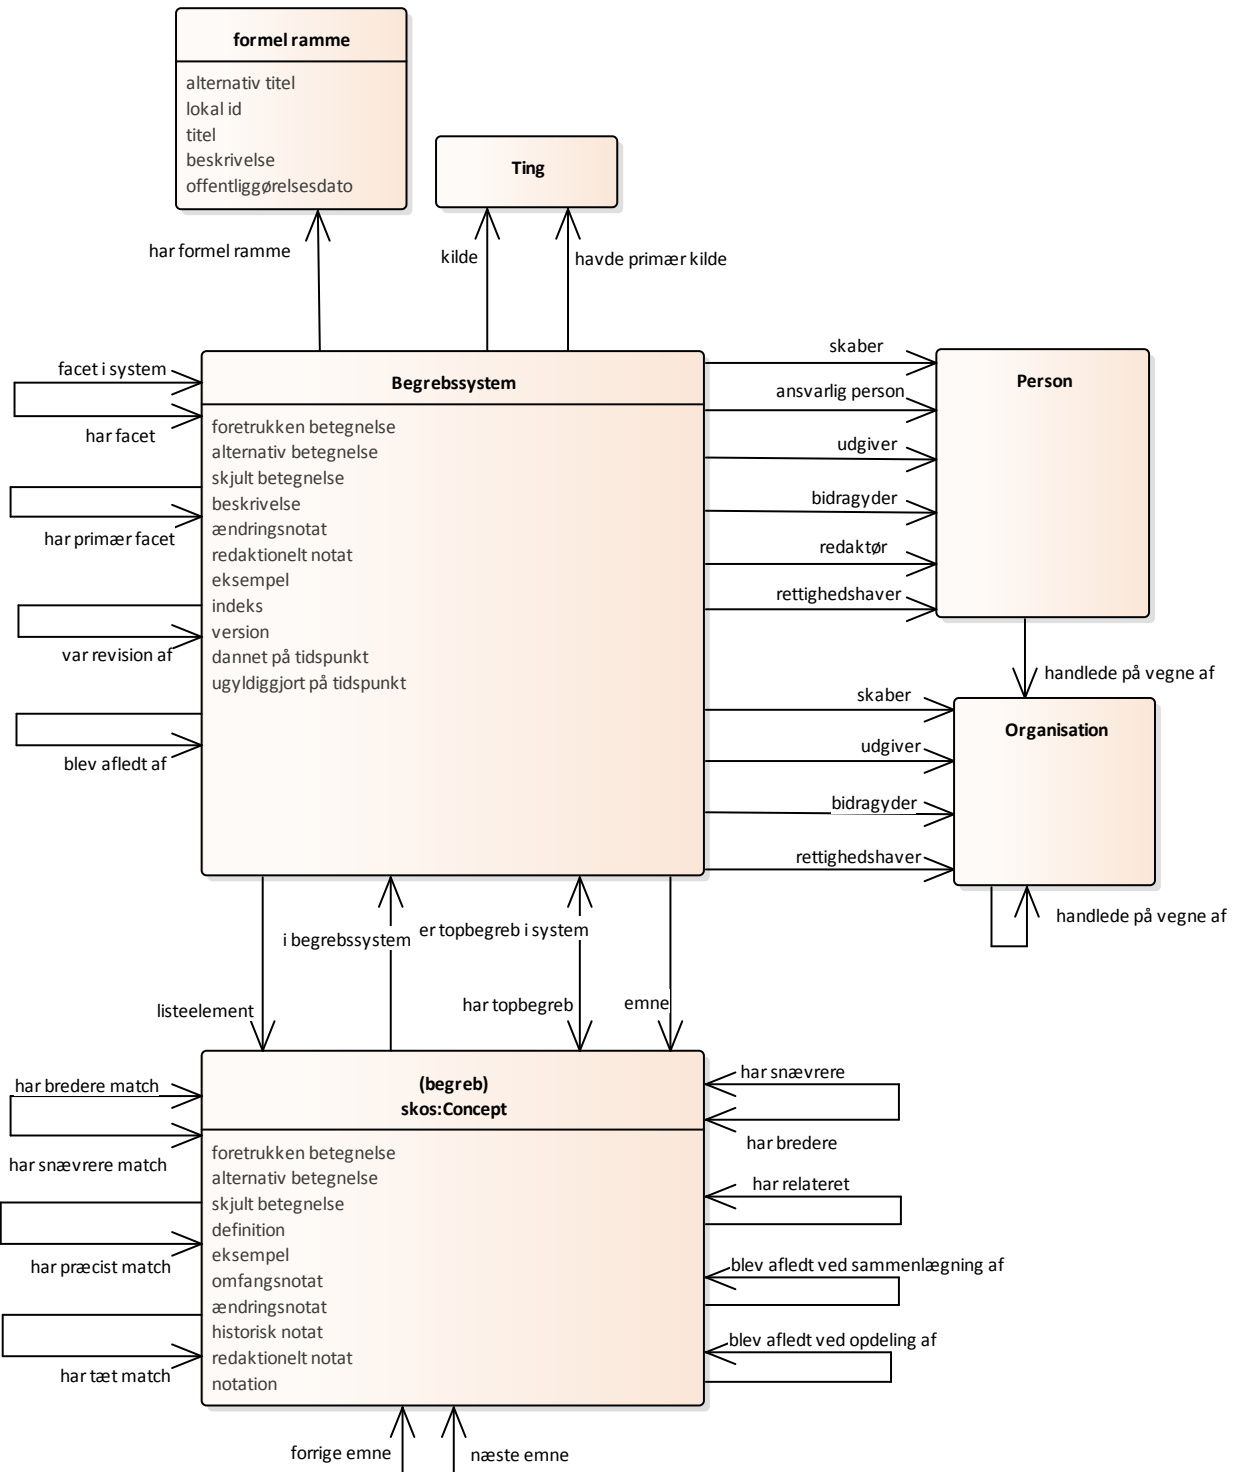 formel ramme
alternativ titel
lokal id
titel
beskrivelse
offentliggørelsesdato
Ting
har formel ramme
kilde
havde primær kilde
Begrebssystem
foretrukken betegnelse
alternativ betegnelse
skjult betegnelse
beskrivelse
ændringsnotat
redaktionelt notat
eksempel
indeks
version
dannet på tidspunkt
ugyldiggjort på tidspunkt
facet i system
har facet
har primær facet
var revision af
blev afledt af
skaber
ansvarlig person
udgiver
bidragyder
redaktør
rettighedshaver
Person
handlede på vegne af
skaber
udgiver
bidragyder
rettighedshaver
Organisation
handlede på vegne af
i begrebssystem
er topbegreb i system
listeelement
har topbegreb
emne
(begreb)
skos:Concept
foretrukken betegnelse
alternativ betegnelse
skjult betegnelse
definition
eksempel
omfangsnotat
ændringsnotat
historisk notat
redaktionelt notat
notation
har bredere match
har snævrere match
har præcist match
har tæt match
har snævrere
har bredere
har relateret
blev afledt ved sammenlægning af
blev afledt ved opdeling af
forrige emne
næste emne